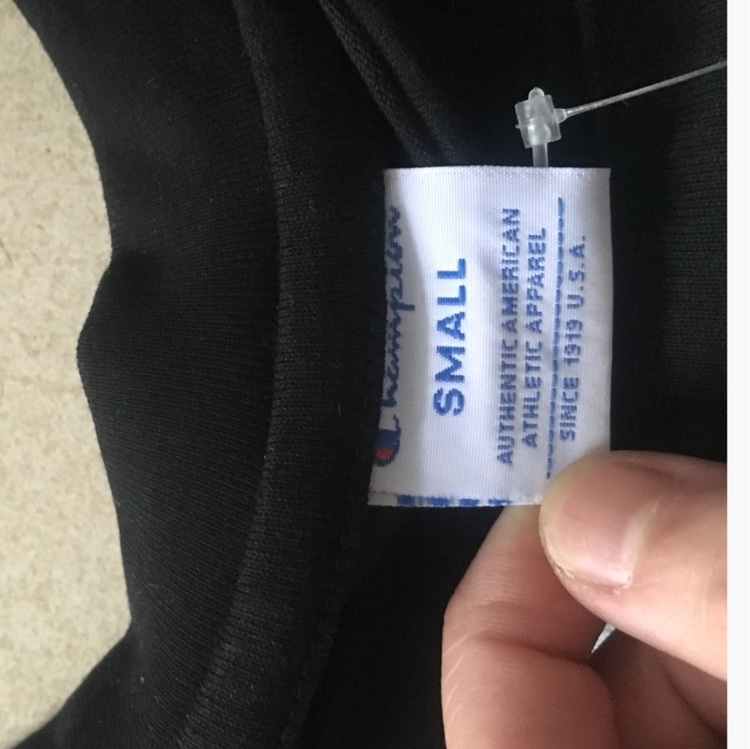 Champion
SMALL
AUTHENTIC AMERICAN
ATHLETIC APPAREL
SINCE 1919 U.S.A.